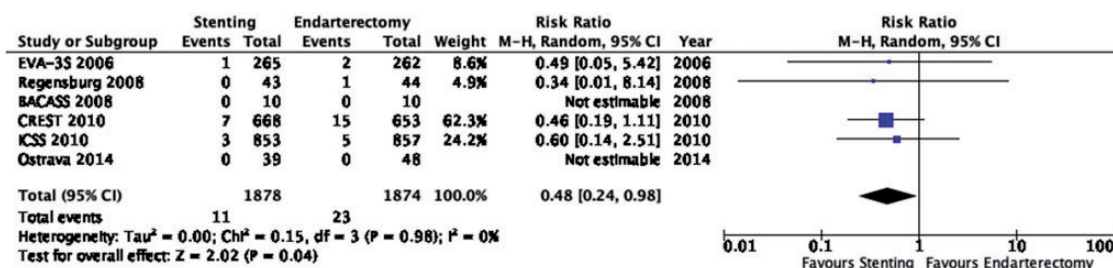 Stenting Endarterectomy Risk Ratio Risk Ratio
Study or Subgroup Events Total Events Total Weight M-H, Random, 95% CI Year M-H, Random, 95% CI
EVA-3S 2006 1 265 2 262 8.6% 0.49 [0.05, 5.42] 2006
Regensburg 2008 0 43 1 44 4.9% 0.34 [0.01, 8.14] 2008
BACASS 2008 0 10 0 10 Not estimable 2008
CREST 2010 7 668 15 653 62.3% 0.46 [0.19, 1.11] 2010
ICSS 2010 3 853 5 857 24.2% 0.60 [0.14, 2.51] 2010
Ostrava 2014 0 39 0 48 Not estimable 2014
Total (95% CI) 1878 1874 100.0% 0.48 [0.24, 0.98]
Total events 11 23
Heterogeneity: Tau² = 0.00; Chi² = 0.15, df = 3 (P = 0.98); I² = 0%
Test for overall effect: Z = 2.02 (P = 0.04)
0.01 0.1 1 10 100
Favours Stenting Favours Endarterectomy